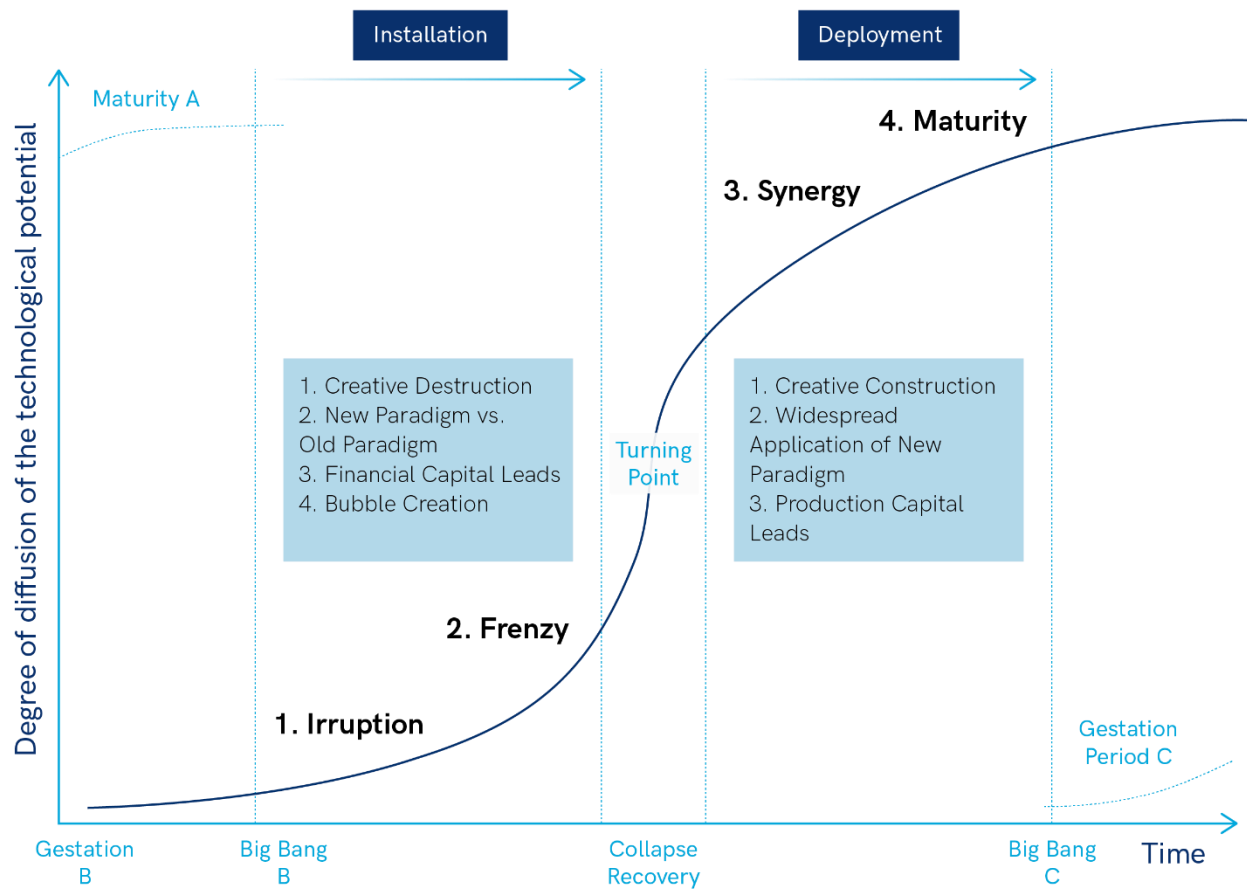 Installation
Deployment
Maturity A
4. Maturity
3. Synergy
Degree of diffusion of the technological potential
1. Creative Destruction
2. New Paradigm vs.
Old Paradigm
3. Financial Capital Leads
4. Bubble Creation
Turning
Point
1. Creative Construction
2. Widespread
Application of New
Paradigm
3. Production Capital
Leads
2. Frenzy
1. Irruption
Gestation
Period C
Gestation
B
Big Bang
B
Collapse
Recovery
Big Bang
C
Time